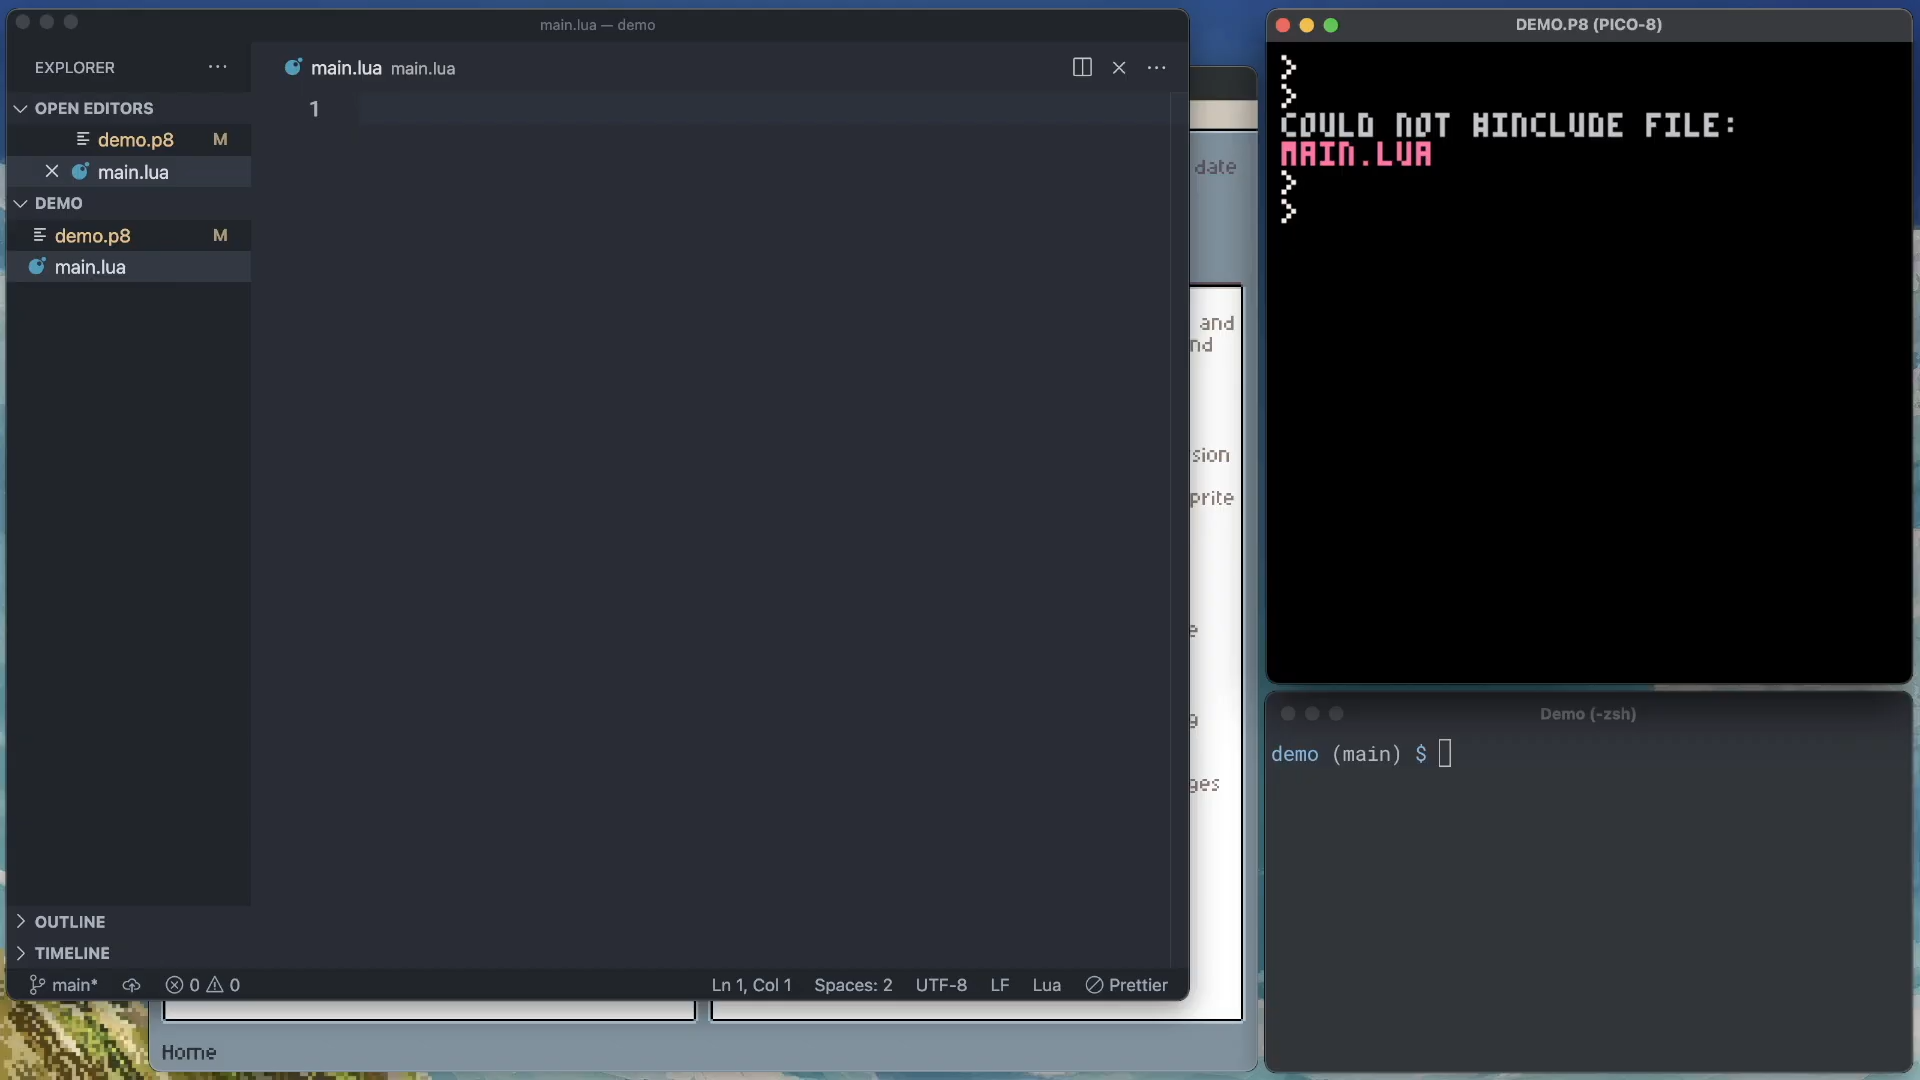 main.lua — demo
EXPLORER
OPEN EDITORS
demo.p8 M
main.lua
DEMO
demo.p8 M
main.lua
OUTLINE
TIMELINE
main.lua main.lua
1
main* 0 0
Ln 1, Col 1 Spaces: 2 UTF-8 LF Lua Prettier
date
and
nd
sion
prite
e
g
ges
Home
DEMO.P8 (PICO-8)
>
>
COULD NOT #INCLUDE FILE:
MAIN.LUA
>
>
Demo (-zsh)
demo (main) $